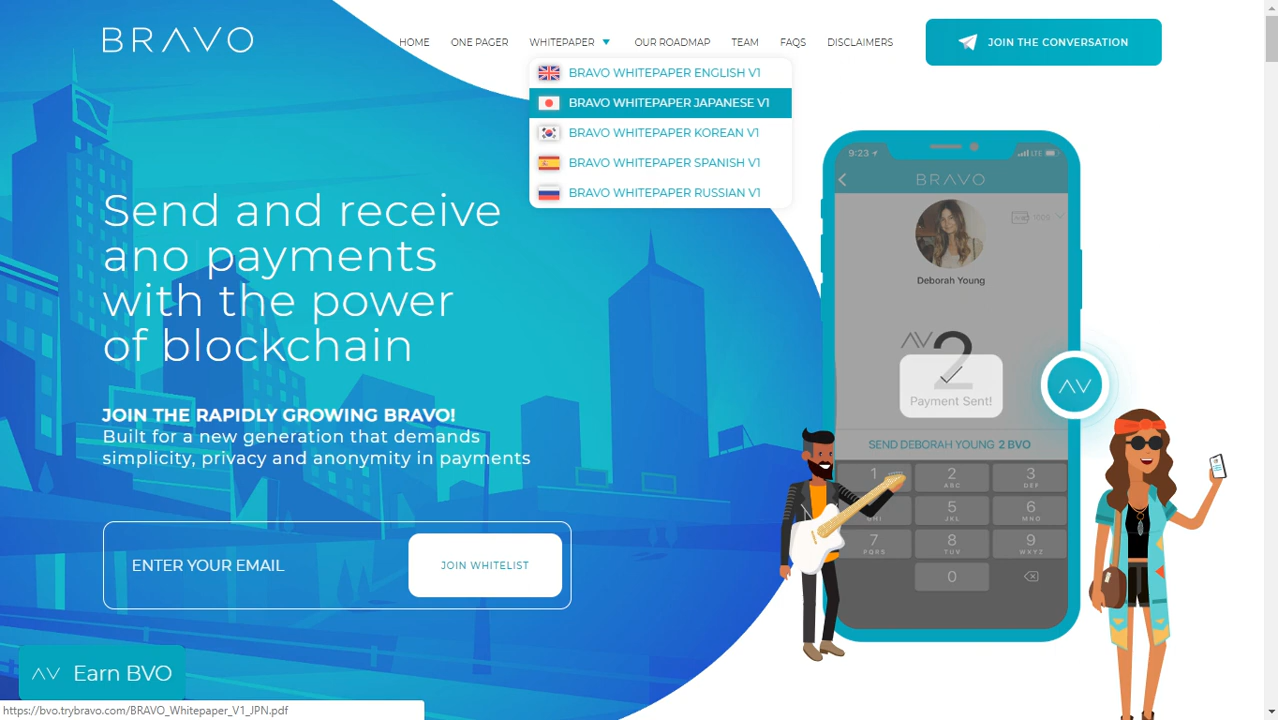 BRAVO
HOME
ONE PAGER
WHITEPAPER
OUR ROADMAP
TEAM
FAQS
DISCLAIMERS
JOIN THE CONVERSATION
BRAVO WHITEPAPER ENGLISH V1
BRAVO WHITEPAPER JAPANESE V1
BRAVO WHITEPAPER KOREAN V1
BRAVO WHITEPAPER SPANISH V1
BRAVO WHITEPAPER RUSSIAN V1
Send and receive
ano payments
with the power
of blockchain
JOIN THE RAPIDLY GROWING BRAVO!
Built for a new generation that demands
simplicity, privacy and anonymity in payments
ENTER YOUR EMAIL
JOIN WHITELIST
Earn BVO
https://bvo.trybravo.com/BRAVO_Whitepaper_V1_JPN.pdf
9:23
LTE
BRAVO
Deborah Young
2
Payment Sent!
SEND DEBORAH YOUNG 2 BVO
1
2
ABC
3
DEF
GHI
5
JKL
6
MNO
7
PQRS
8
TUV
9
WXYZ
0